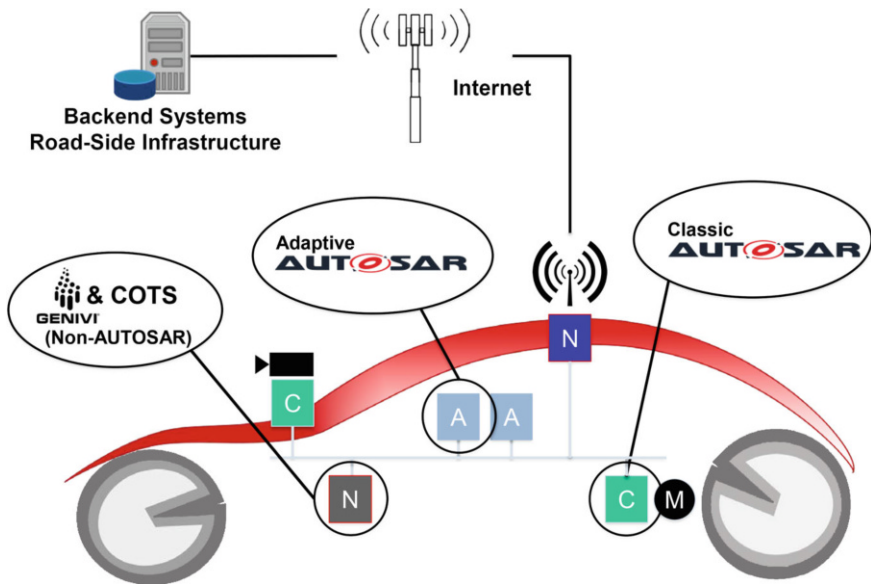 Backend Systems
Road-Side Infrastructure
Internet
Adaptive
AUTOSAR
Classic
AUTOSAR
& COTS
GENIVI®
(Non-AUTOSAR)
N
C
A
A
N
C
M